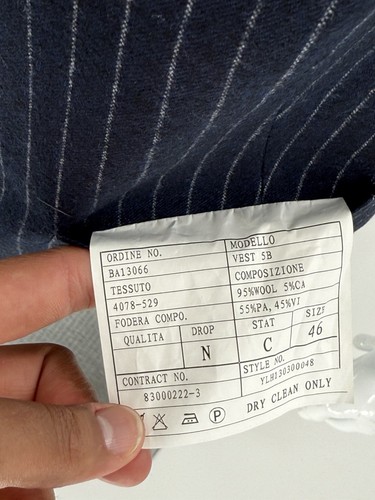 ORDINE NO.
BA13066
TESSUTO
4078-529
FODERA COMPO.
MODELLO
VEST 5B
COMPOSIZIONE
95%WOOL 5%CA
55%PA, 45%VI
QUALITA DROP STAT SIZE
N C 46
CONTRACT NO.
83000222-3
STYLE NO.
YLH130300048
P DRY CLEAN ONLY